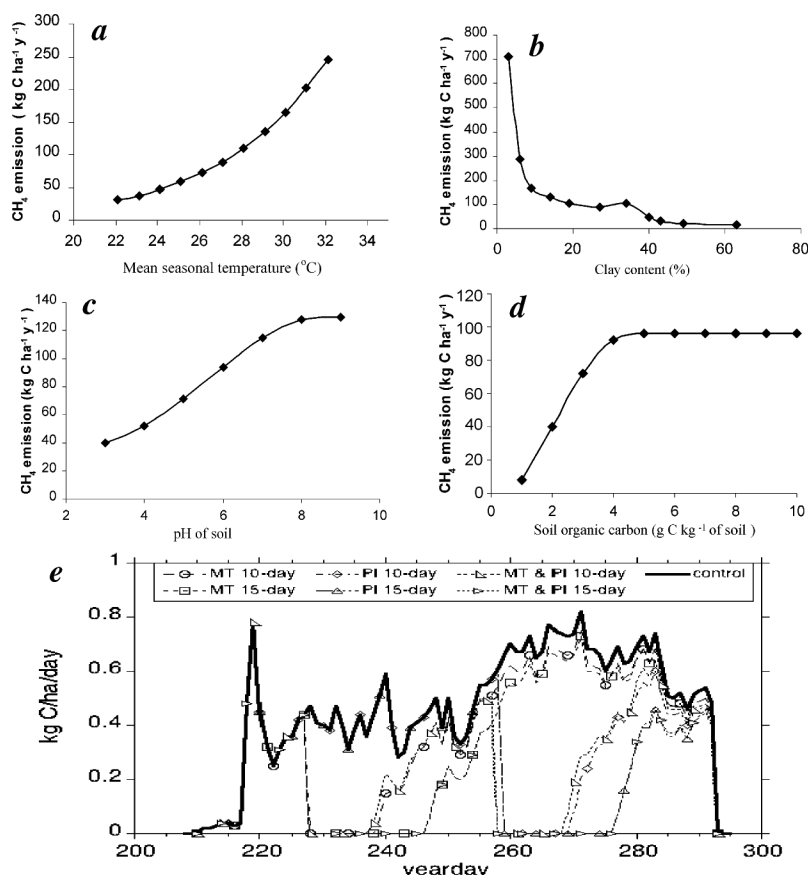 a
CH4 emission ( kg C ha-1 y-1)
300
250
200
150
100
50
0
20 22 24 26 28 30 32 34
Mean seasonal temperature (°C)
b
CH4 emission (kg C ha-1 y-1)
800
700
600
500
400
300
200
100
0
0 20 40 60 80
Clay content (%)
c
CH4 emission (kg C ha-1 y-1)
140
120
100
80
60
40
20
0
2 4 6 8 10
pH of soil
d
CH4 emission (kg C ha-1 y-1)
120
100
80
60
40
20
0
0 2 4 6 8 10
Soil organic carbon (g C kg-1 of soil )
e
kg C/ha/day
1
0.8
0.6
0.4
0.2
0
MT 10-day PI 10-day MT & PI 10-day control
MT 15-day PI 15-day MT & PI 15-day
200 220 240 260 280 300
yearday